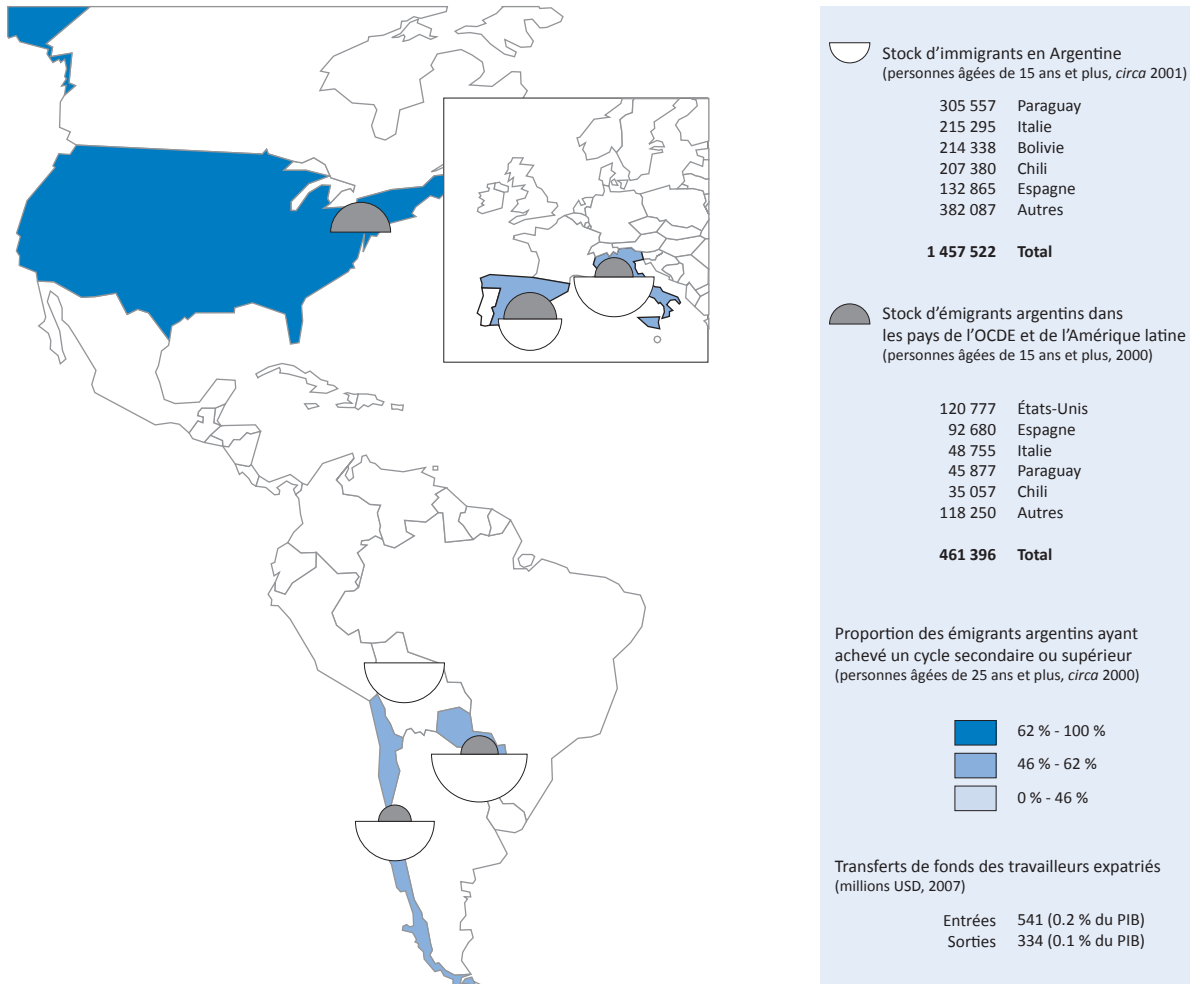 Stock d'immigrants en Argentine
(personnes âgées de 15 ans et plus, circa 2001)
305 557 Paraguay
215 295 Italie
214 338 Bolivie
207 380 Chili
132 865 Espagne
382 087 Autres
1 457 522 Total
Stock d'émigrants argentins dans
les pays de l'OCDE et de l'Amérique latine
(personnes âgées de 15 ans et plus, 2000)
120 777 États-Unis
92 680 Espagne
48 755 Italie
45 877 Paraguay
35 057 Chili
118 250 Autres
461 396 Total
Proportion des émigrants argentins ayant
achevé un cycle secondaire ou supérieur
(personnes âgées de 25 ans et plus, circa 2000)
62 % - 100 %
46 % - 62 %
0 % - 46 %
Transferts de fonds des travailleurs expatriés
(millions USD, 2007)
Entrées 541 (0.2 % du PIB)
Sorties 334 (0.1 % du PIB)